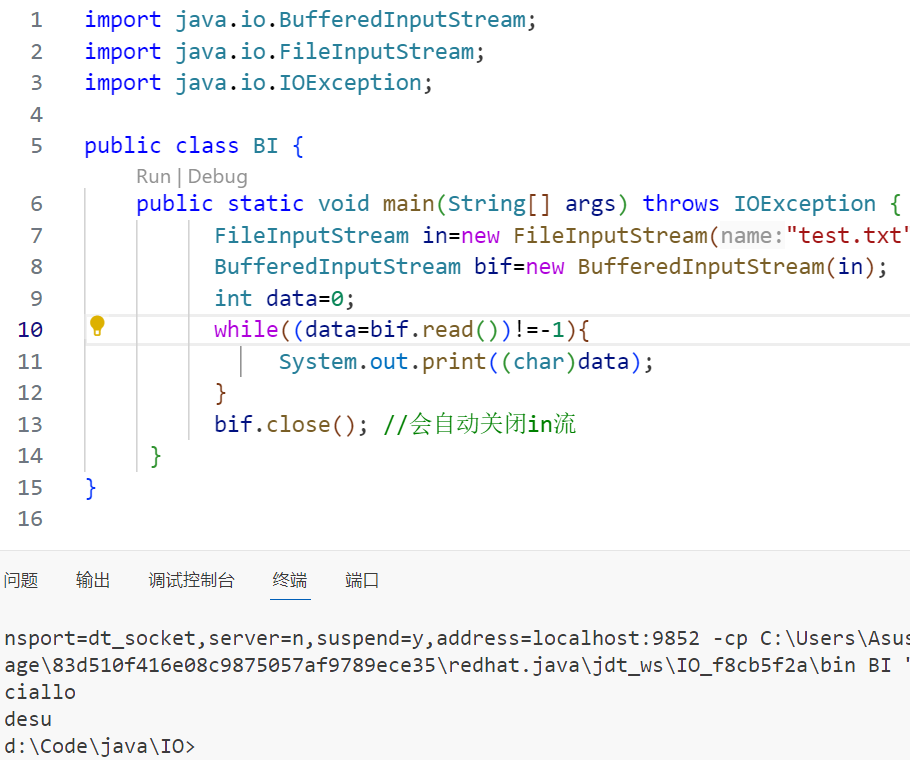 1 import java.io.BufferedInputStream;
2 import java.io.FileInputStream;
3 import java.io.IOException;
4
5 public class BI {
Run | Debug
6 public static void main(String[] args) throws IOException {
7 FileInputStream in=new FileInputStream(name:"test.txt"
8 BufferedInputStream bif=new BufferedInputStream(in);
9 int data=0;
10 while((data=bif.read())!=-1){
11 System.out.print((char)data);
12 }
13 bif.close(); //会自动关闭in流
14 }
15 }
16
问题 输出 调试控制台 终端 端口
nsport=dt_socket,server=n,suspend=y,address=localhost:9852 -cp C:\Users\Asus
age\83d510f416e08c9875057af9789ece35\redhat.java\jdt_ws\IO_f8cb5f2a\bin BI '
ciallo
desu
d:\Code\java\IO>